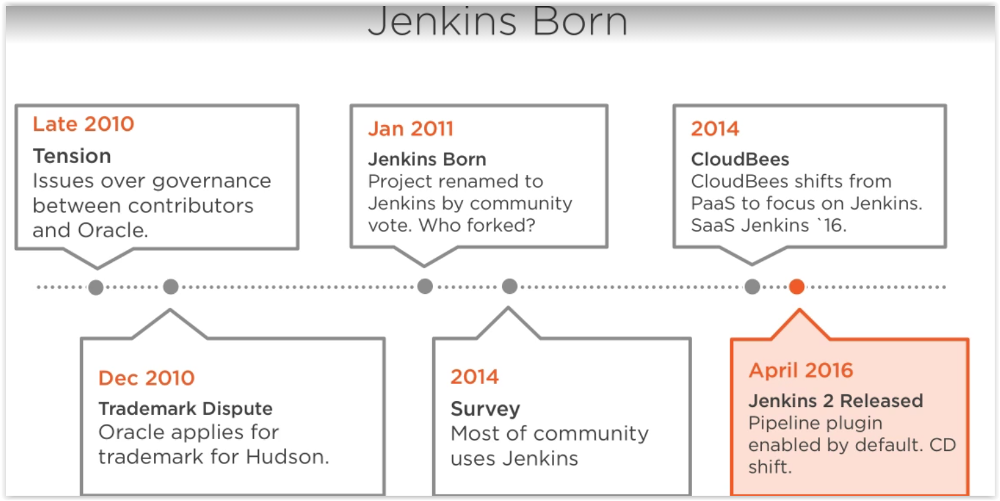 Jenkins Born
Late 2010
Tension
Issues over governance
between contributors
and Oracle.
Jan 2011
Jenkins Born
Project renamed to
Jenkins by community
vote. Who forked?
2014
CloudBees
CloudBees shifts from
PaaS to focus on Jenkins.
SaaS Jenkins `16.
Dec 2010
Trademark Dispute
Oracle applies for
trademark for Hudson.
2014
Survey
Most of community
uses Jenkins
April 2016
Jenkins 2 Released
Pipeline plugin
enabled by default. CD
shift.